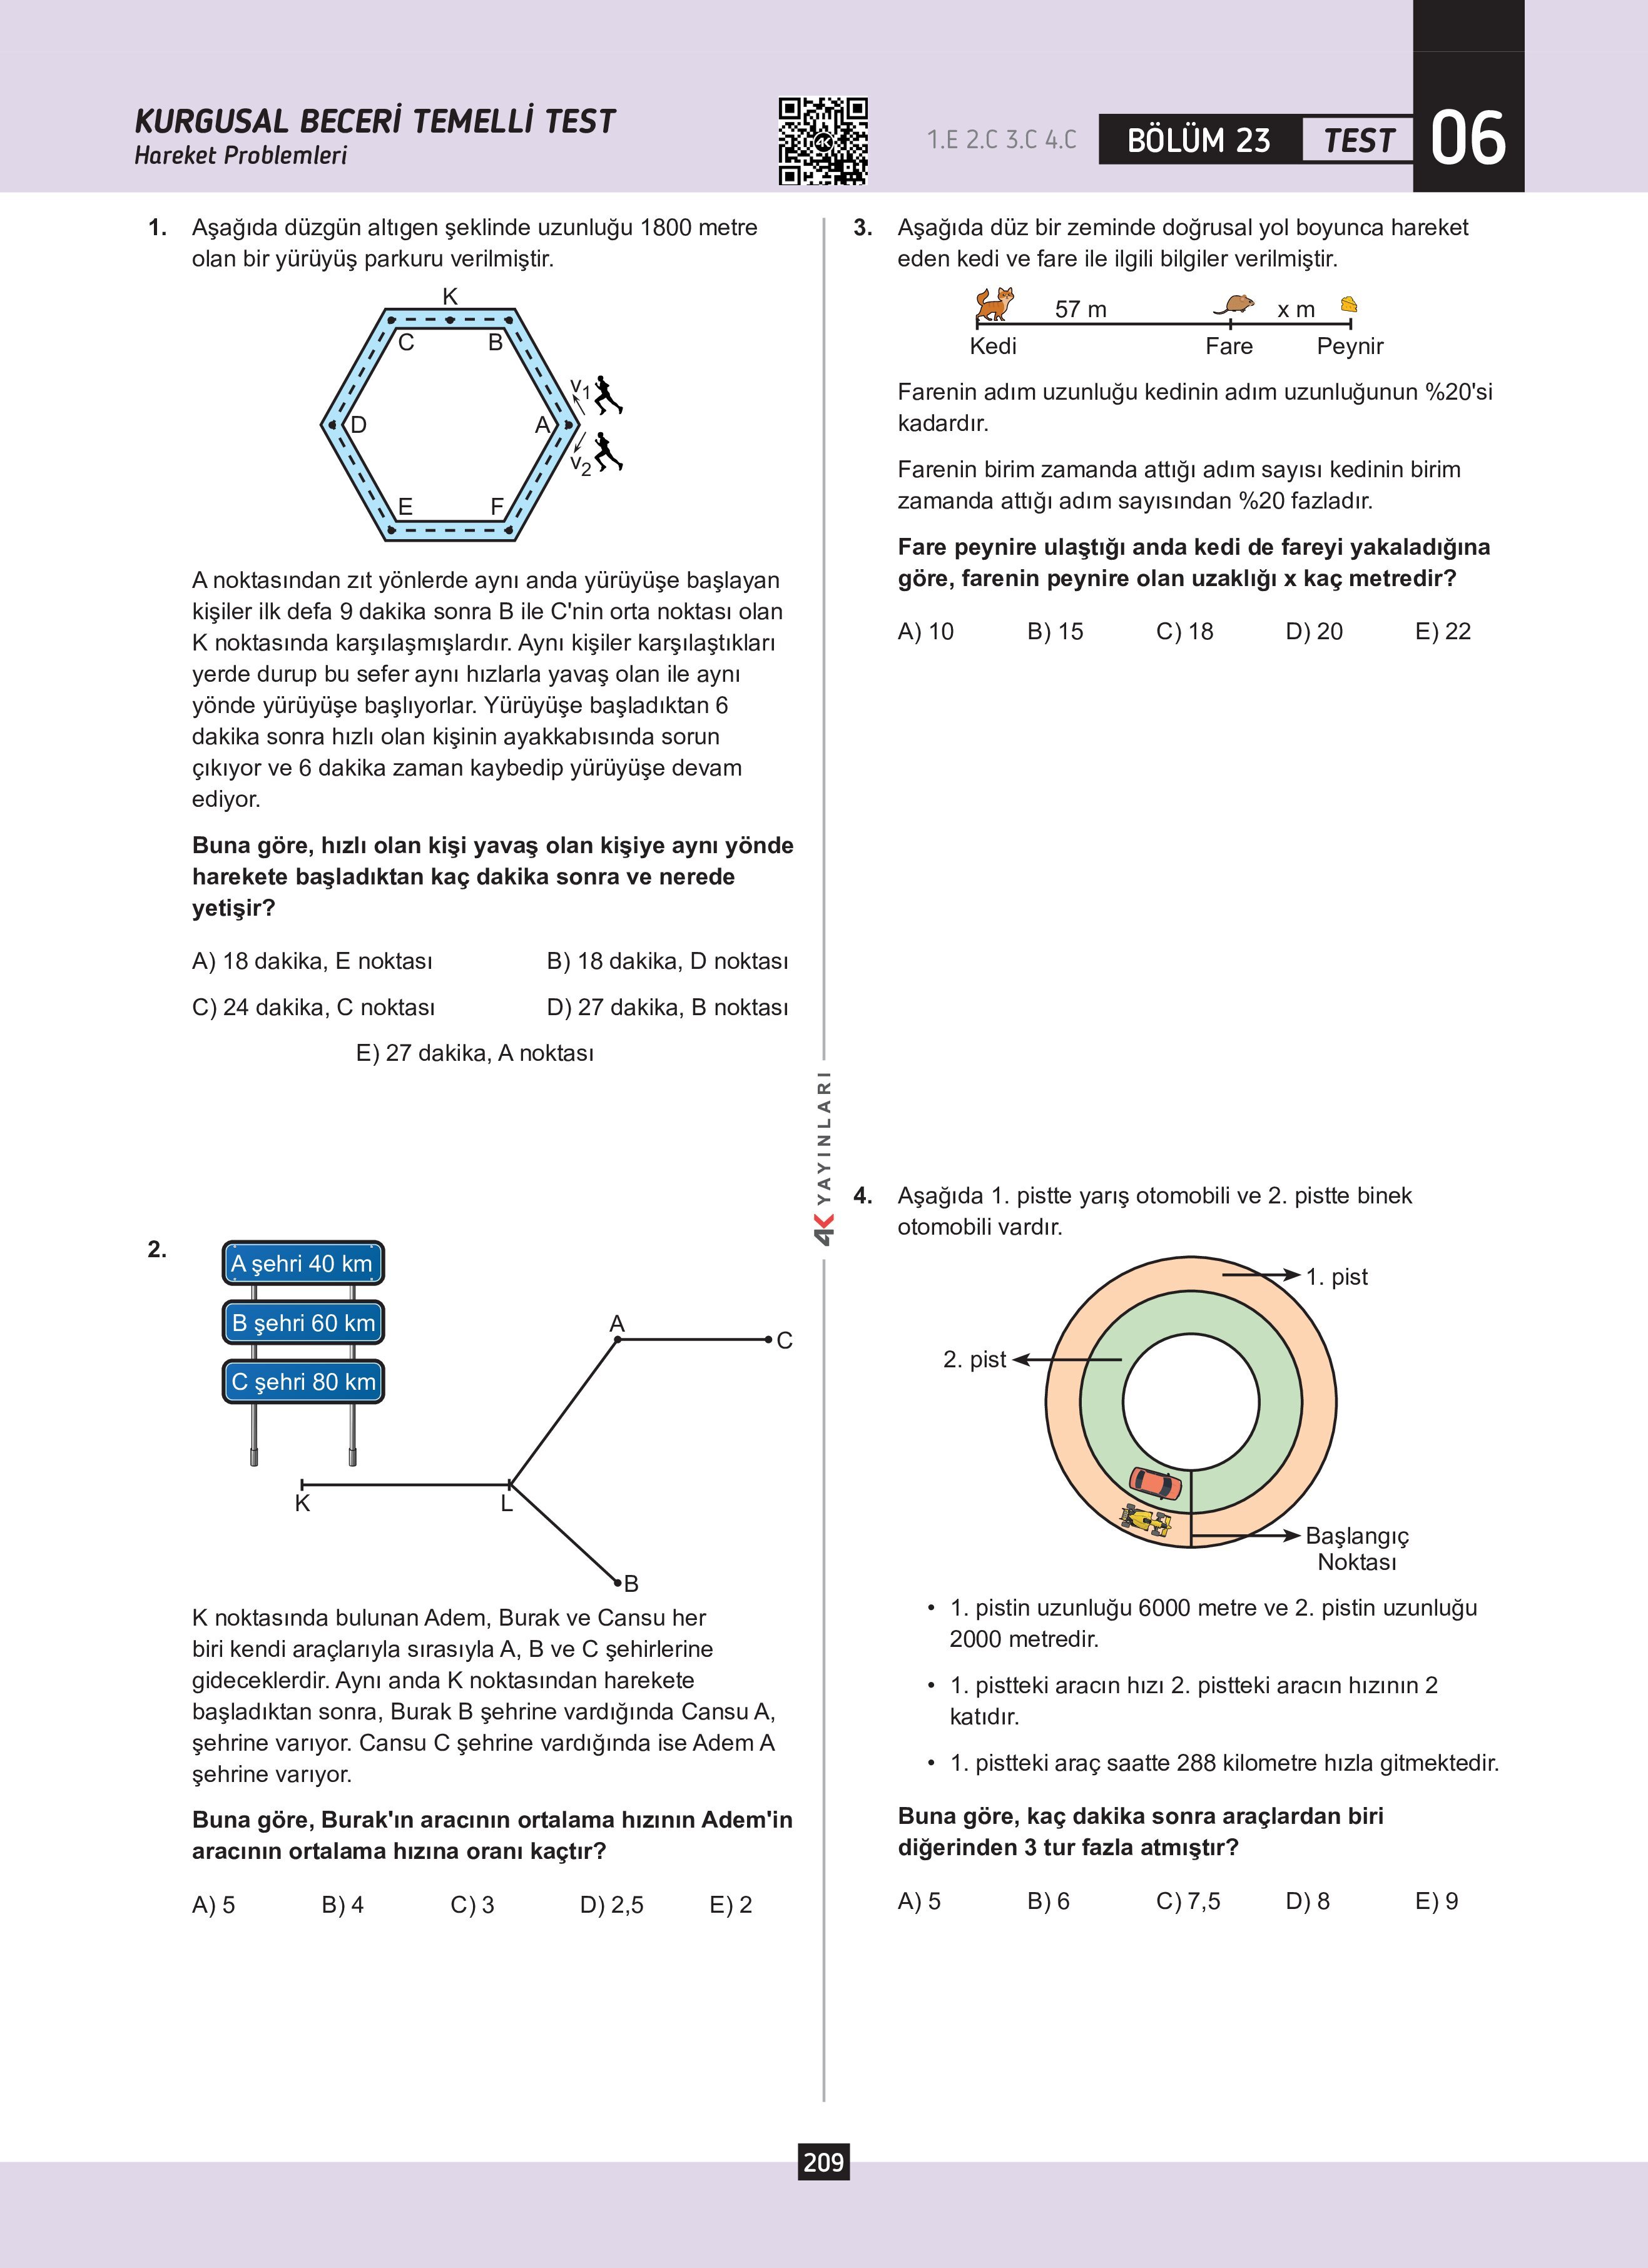 KURGUSAL BECERİ TEMELLİ TEST
Hareket Problemleri
1.E 2.C 3.C 4.C
BÖLÜM 23
TEST
06
1. Aşağıda düzgün altıgen şeklinde uzunluğu 1800 metre
olan bir yürüyüş parkuru verilmiştir.
K
C
B
V1
D
A
V2
E
F
A noktasından zıt yönlerde aynı anda yürüyüşe başlayan
kişiler ilk defa 9 dakika sonra B ile C'nin orta noktası olan
K noktasında karşılaşmışlardır. Aynı kişiler karşılaştıkları
yerde durup bu sefer aynı hızlarla yavaş olan ile aynı
yönde yürüyüşe başlıyorlar. Yürüyüşe başladıktan 6
dakika sonra hızlı olan kişinin ayakkabısında sorun
çıkıyor ve 6 dakika zaman kaybedip yürüyüşe devam
ediyor.
Buna göre, hızlı olan kişi yavaş olan kişiye aynı yönde
harekete başladıktan kaç dakika sonra ve nerede
yetişir?
A) 18 dakika, E noktası
B) 18 dakika, D noktası
C) 24 dakika, C noktası
D) 27 dakika, B noktası
E) 27 dakika, A noktası
2.
A şehri 40 km
B şehri 60 km
C şehri 80 km
A
C
K
L
B
K noktasında bulunan Adem, Burak ve Cansu her
biri kendi araçlarıyla sırasıyla A, B ve C şehirlerine
gideceklerdir. Aynı anda K noktasından harekete
başladıktan sonra, Burak B şehrine vardığında Cansu A,
şehrine varıyor. Cansu C şehrine vardığında ise Adem A
şehrine varıyor.
Buna göre, Burak'ın aracının ortalama hızının Adem'in
aracının ortalama hızına oranı kaçtır?
A) 5 B) 4 C) 3 D) 2,5 E) 2
4K YAYINLARI
3. Aşağıda düz bir zeminde doğrusal yol boyunca hareket
eden kedi ve fare ile ilgili bilgiler verilmiştir.
57 m
x m
Kedi
Fare
Peynir
Farenin adım uzunluğu kedinin adım uzunluğunun %20'si
kadardır.
Farenin birim zamanda attığı adım sayısı kedinin birim
zamanda attığı adım sayısından %20 fazladır.
Fare peynire ulaştığı anda kedi de fareyi yakaladığına
göre, farenin peynire olan uzaklığı x kaç metredir?
A) 10 B) 15 C) 18 D) 20 E) 22
4. Aşağıda 1. pistte yarış otomobili ve 2. pistte binek
otomobili vardır.
1. pist
2. pist
Başlangıç
Noktası
• 1. pistin uzunluğu 6000 metre ve 2. pistin uzunluğu
2000 metredir.
• 1. pistteki aracın hızı 2. pistteki aracın hızının 2
katıdır.
• 1. pistteki araç saatte 288 kilometre hızla gitmektedir.
Buna göre, kaç dakika sonra araçlardan biri
diğerinden 3 tur fazla atmıştır?
A) 5 B) 6 C) 7,5 D) 8 E) 9
209